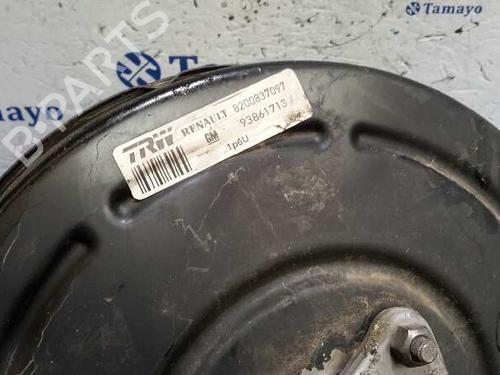 Tamayo
Tamayo
B-PARTS
TRW RENAULT 8200837097
GM 93861713
1p6U